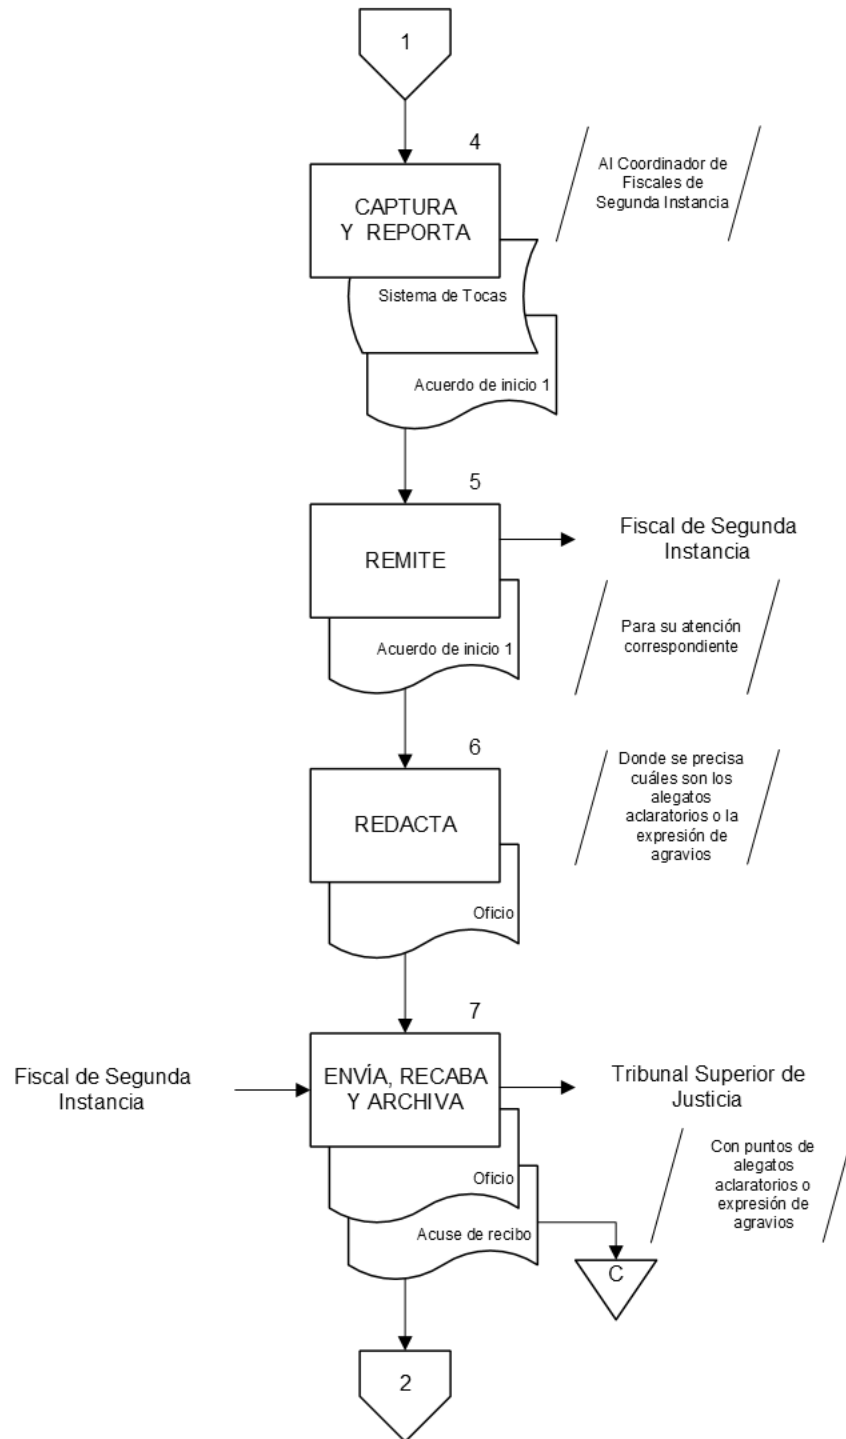 1
4
CAPTURA
Y REPORTA
Al Coordinador de
Fiscales de
Segunda Instancia
Sistema de Tocas
Acuerdo de inicio 1
5
REMITE
Fiscal de Segunda
Instancia
Acuerdo de inicio 1
Para su atención
correspondiente
6
REDACTA
Donde se precisa
cuáles son los
alegatos
aclaratorios o la
expresión de
agravios
Oficio
7
Fiscal de Segunda
Instancia
ENVÍA, RECABA
Y ARCHIVA
Tribunal Superior de
Justicia
Oficio
Acuse de recibo
Con puntos de
alegatos
aclaratorios o
expresión de
agravios
C
2